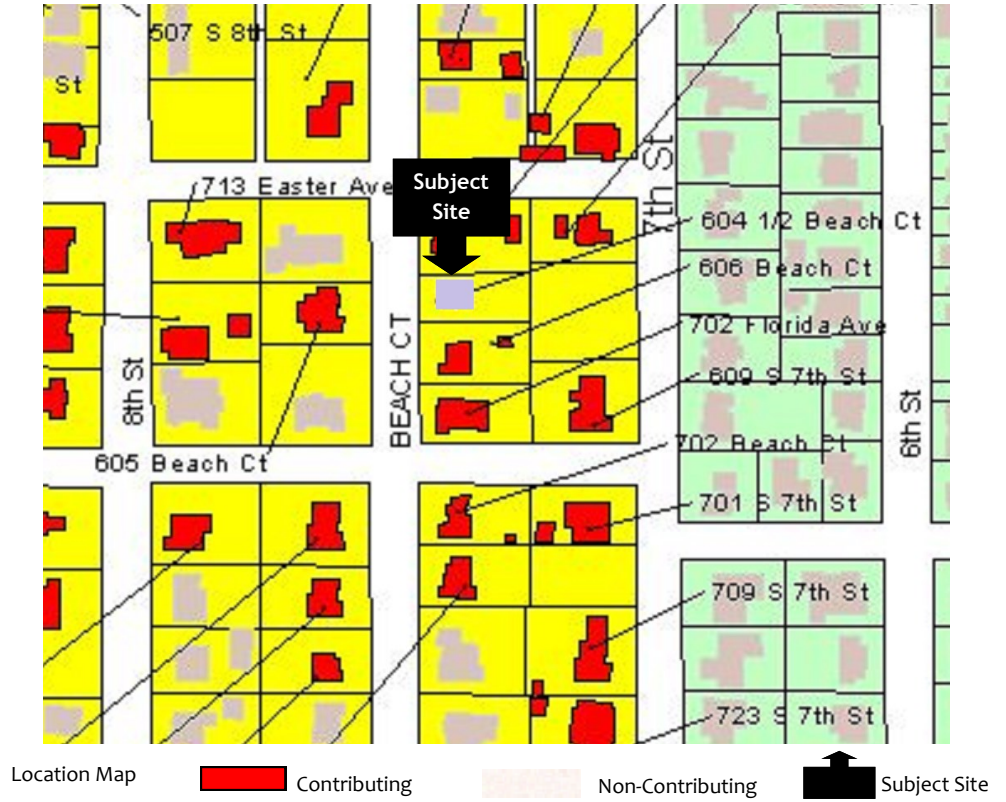 507 S 8th St
St
713 Easter Ave
Subject
Site
7th St
604 1/2 Beach Ct
606 Beach Ct
702 Florida Ave
BEACH CT
8th St
609 S 7th St
6th St
702 Beach Ct
605 Beach Ct
701 S 7th St
709 S 7th St
723 S 7th St
Location Map
Contributing
Non-Contributing
Subject Site